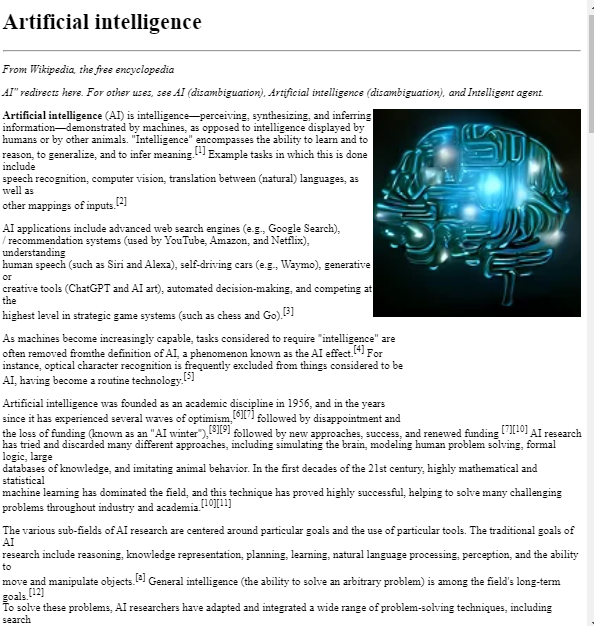 Artificial intelligence
From Wikipedia, the free encyclopedia
AI" redirects here. For other uses, see AI (disambiguation), Artificial intelligence (disambiguation), and Intelligent agent.
Artificial intelligence (AI) is intelligence—perceiving, synthesizing, and inferring
information—demonstrated by machines, as opposed to intelligence displayed by
humans or by other animals. "Intelligence" encompasses the ability to learn and to
reason, to generalize, and to infer meaning.[1] Example tasks in which this is done
include
speech recognition, computer vision, translation between (natural) languages, as
well as
other mappings of inputs.[2]
AI applications include advanced web search engines (e.g., Google Search),
/ recommendation systems (used by YouTube, Amazon, and Netflix),
understanding
human speech (such as Siri and Alexa), self-driving cars (e.g., Waymo), generative
or
creative tools (ChatGPT and AI art), automated decision-making, and competing at
the
highest level in strategic game systems (such as chess and Go).[3]
As machines become increasingly capable, tasks considered to require "intelligence" are
often removed fromthe definition of AI, a phenomenon known as the AI effect.[4] For
instance, optical character recognition is frequently excluded from things considered to be
AI, having become a routine technology.[5]
Artificial intelligence was founded as an academic discipline in 1956, and in the years
since it has experienced several waves of optimism,[6][7] followed by disappointment and
the loss of funding (known as an "AI winter"),[8][9] followed by new approaches, success, and renewed funding [7][10] AI research
has tried and discarded many different approaches, including simulating the brain, modeling human problem solving, formal
logic, large
databases of knowledge, and imitating animal behavior. In the first decades of the 21st century, highly mathematical and
statistical
machine learning has dominated the field, and this technique has proved highly successful, helping to solve many challenging
problems throughout industry and academia.[10][11]
The various sub-fields of AI research are centered around particular goals and the use of particular tools. The traditional goals of
AI
research include reasoning, knowledge representation, planning, learning, natural language processing, perception, and the ability
to
move and manipulate objects.[a] General intelligence (the ability to solve an arbitrary problem) is among the field's long-term
goals.[12]
To solve these problems, AI researchers have adapted and integrated a wide range of problem-solving techniques, including
search